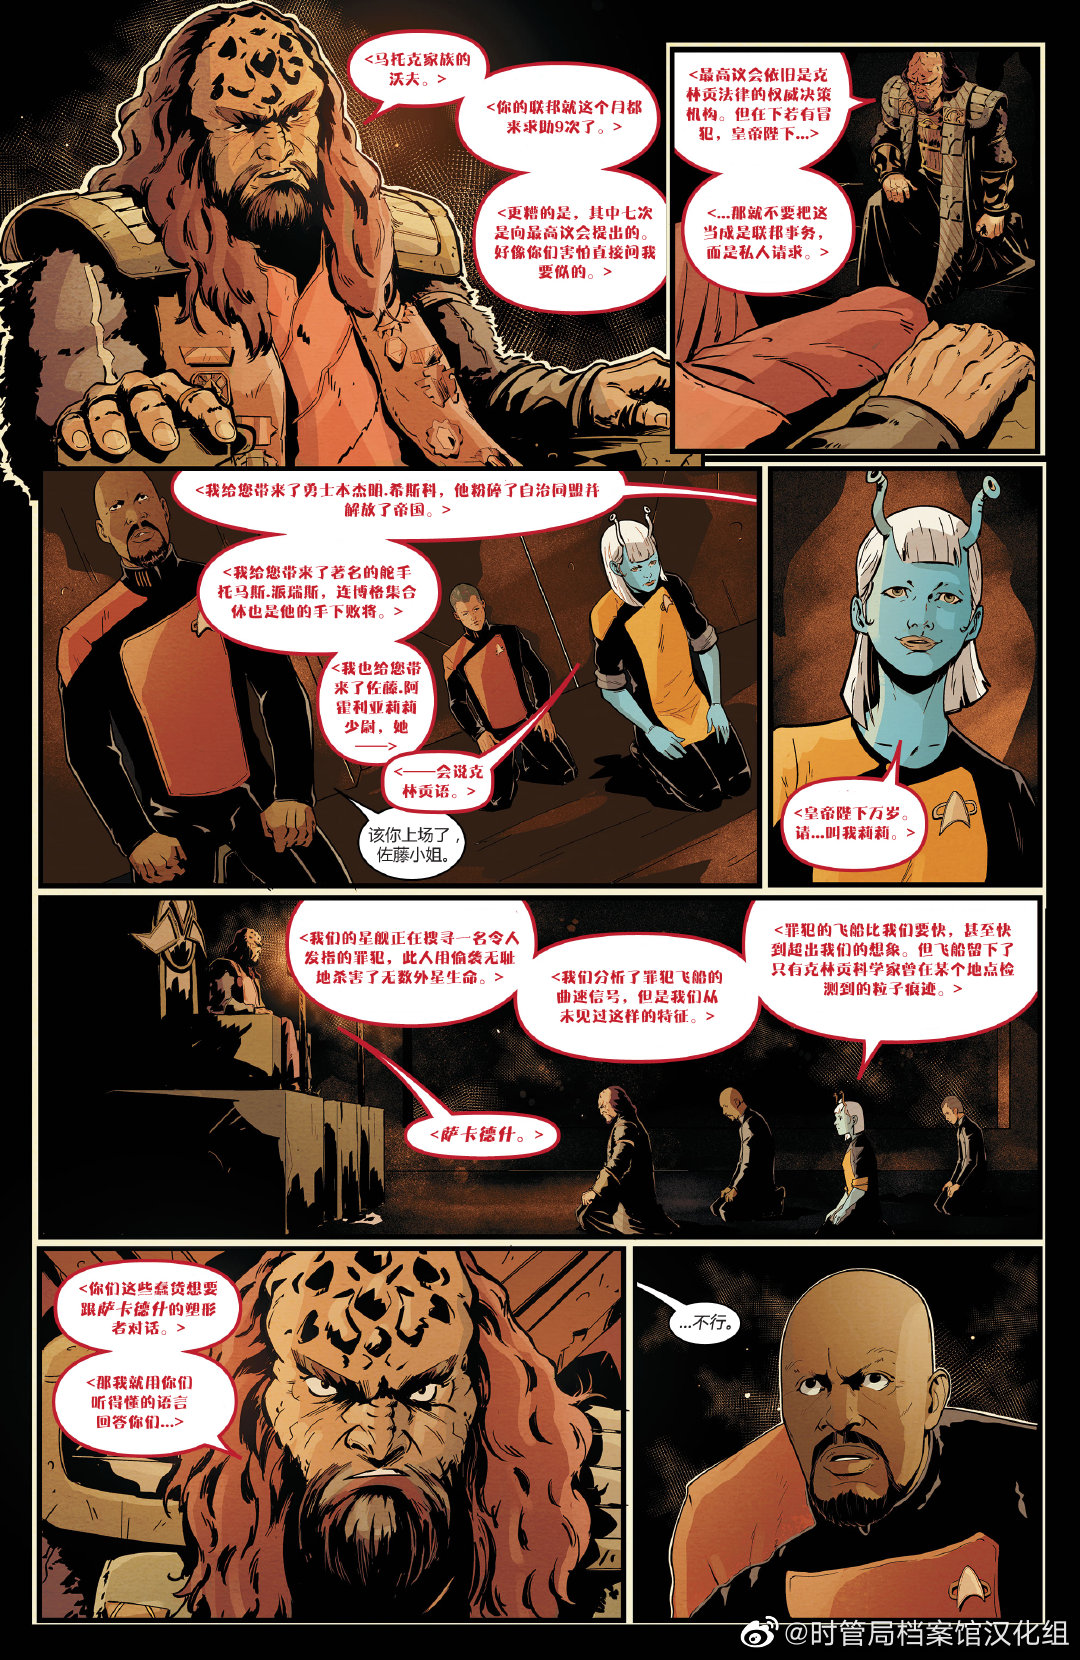 <马托克家族的
沃夫。>
<你的联邦就这个月都
来求助9次了。>
<更糟的是，其中七次
是向最高议会提出的。
好像你们害怕直接问我
要似的。>
<最高议会依旧是克
林贡法律的权威决策
机构。但在下若有冒
犯，皇帝陛下...>
<...那就不要把这
当成是联邦事务，
而是私人请求。>
<我给您带来了勇士本杰明.希斯科，他粉碎了自治同盟并
解放了帝国。>
<我给您带来了著名的舵手
托马斯.派瑞斯，连博格集合
体也是他的手下败将。>
<我也给您带
来了佐藤.阿
霍利亚莉莉
少尉，她
——>
<——会说克
林贡语。>
该你上场了，
佐藤小姐。
<皇帝陛下万岁。
请...叫我莉莉。>
<我们的星舰正在搜寻一名令人
发指的罪犯，此人用偷袭无耻
地杀害了无数外星生命。>
<我们分析了罪犯飞船的
曲速信号，但是我们从
未见过这样的特征。>
<罪犯的飞船比我们要快，甚至快
到超出我们的想象。但飞船留下了
只有克林贡科学家曾在某个地点检
测到的粒子痕迹。>
<萨卡德什。>
<你们这些蠢货想要
跟萨卡德什的塑形
者对话。>
<那我就用你们
听得懂的语言
回答你们...>
...不行。
@时管局档案馆汉化组